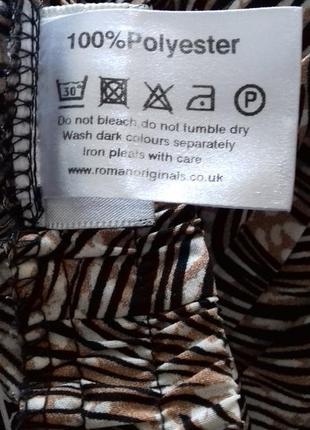 100%Polyester
30° P
Do not bleach do not tumble dry
Wash dark colours separately
Iron pleats with care
www.romanoriginals.co.uk